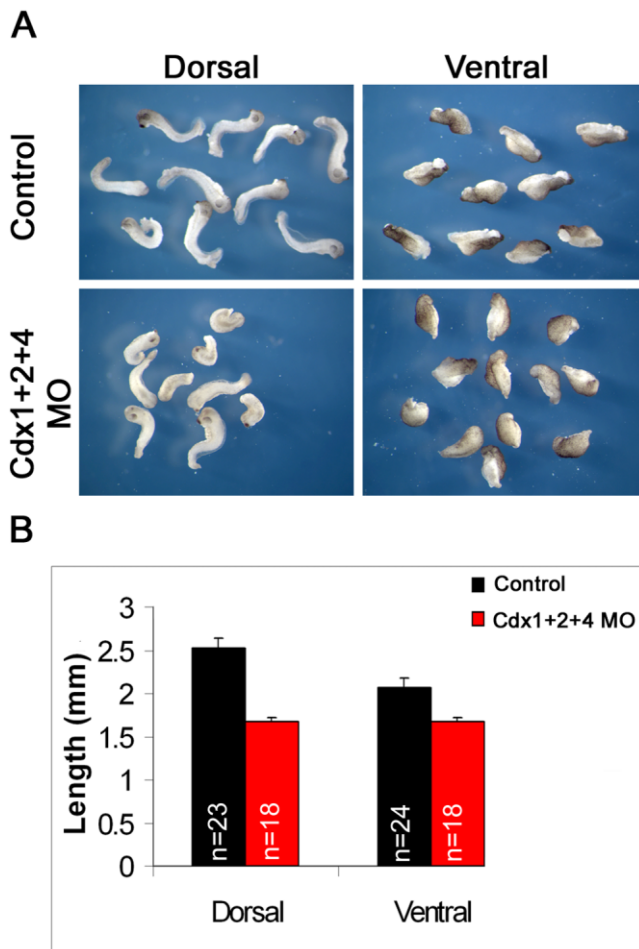 A
Dorsal Ventral
Control
Cdx1+2+4
MO
B
Control
Cdx1+2+4 MO
Length (mm)
3
2.5
2
1.5
1
0.5
0
n=23 n=18 n=24 n=18
Dorsal Ventral